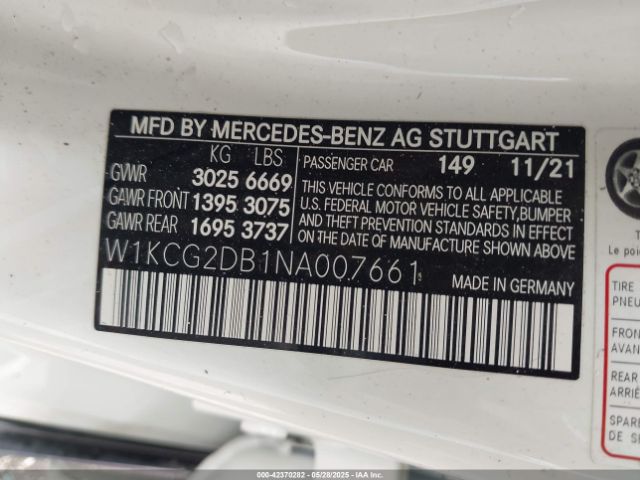 MFD BY MERCEDES-BENZ AG STUTTGART
KG LBS
PASSENGER CAR 149 11/21
GVWR 3025 6669
GAWR FRONT 1395 3075
GAWR REAR 1695 3737
THIS VEHICLE CONFORMS TO ALL APPLICABLE
U.S. FEDERAL MOTOR VEHICLE SAFETY, BUMPER
AND THEFT PREVENTION STANDARDS IN EFFECT
ON THE DATE OF MANUFACTURE SHOWN ABOVE.
W1KCG2DB1NA007661
MADE IN GERMANY
Le poi
TIRE
PNEU
FRON
AVAN
REAR
ARRIÈ
SPARE
DE SE
000-42370282 - 05/28/2025 - IAA Inc.